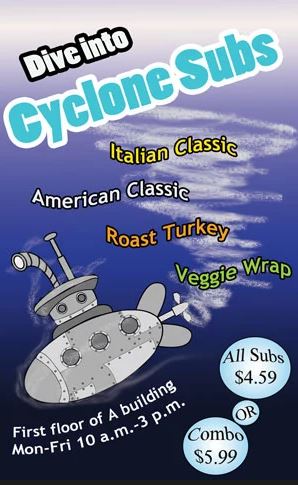 Dive into
Cyclone Subs
Italian Classic
American Classic
Roast Turkey
Veggie Wrap
All Subs
$4.59
OR
Combo
$5.99
First floor of A building
Mon-Fri 10 a.m.-3 p.m.